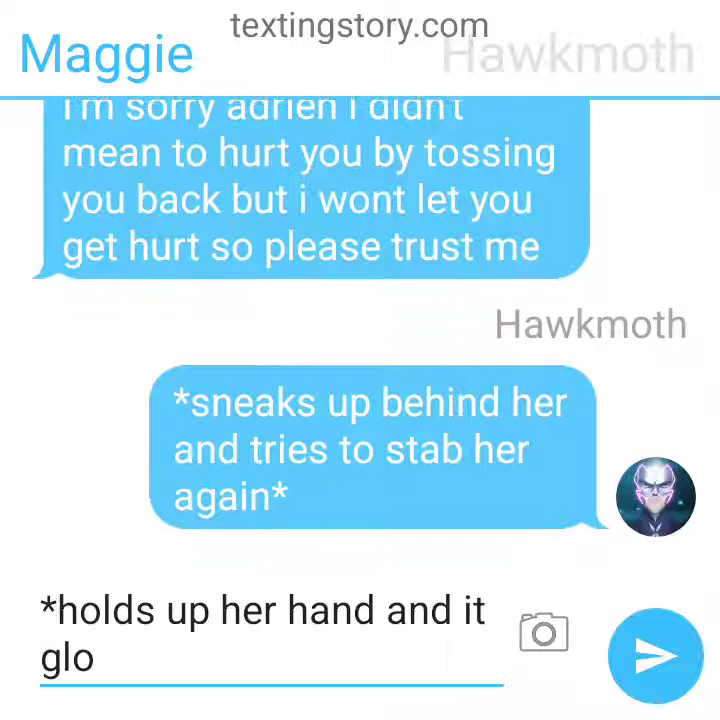 textingstory.com
Maggie
Hawkmoth
I'm sorry adrien I didn't
mean to hurt you by tossing
you back but i wont let you
get hurt so please trust me
Hawkmoth
*sneaks up behind her
and tries to stab her
again*
*holds up her hand and it
glo